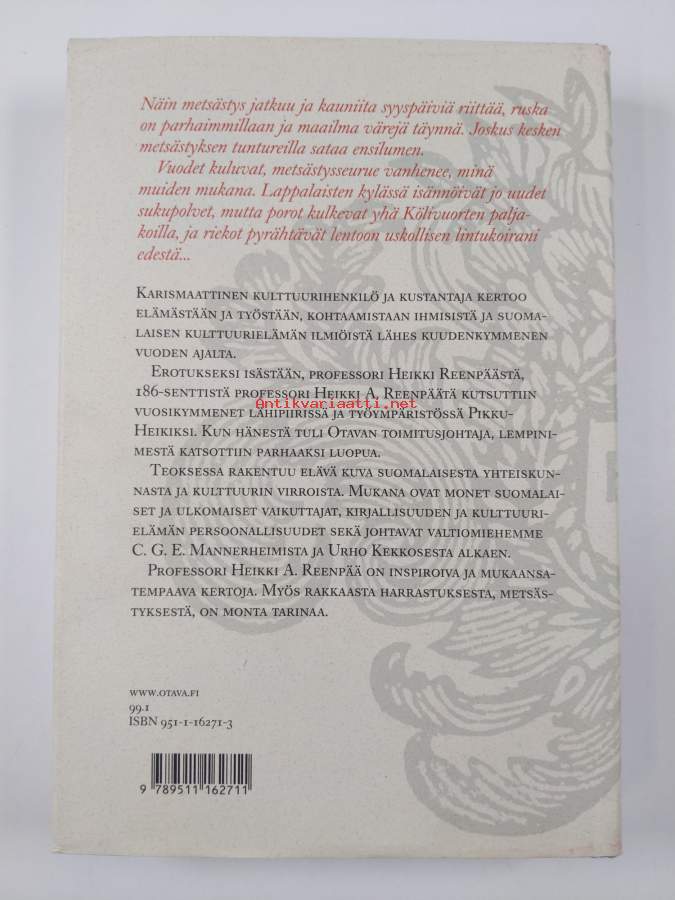 Näin metsästys jatkuu ja kauniita syyspäiviä riittää, ruska
on parhaimmillaan ja maailma värejä täynnä. Joskus kesken
metsästyksen tuntureilla sataa ensilumen.
Vuodet kuluvat, metsästysseurue vanhenee, minä
muiden mukana. Lappalaisten kylässä isännöivät jo uudet
sukupolvet, mutta porot kulkevat yhä Kölivuorten palja-
koilla, ja riekot pyrähtävät lentoon uskollisen lintukoirani
edestä...
Karismaattinen kulttuurihenkilö ja kustantaja kertoo
elämästään ja työstään, kohtaamistaan ihmisistä ja suoma-
laisen kulttuurielämän ilmiöistä lähes kuudenkymmenen
vuoden ajalta.
Erotukseksi isästään, professori Heikki Reenpäästä,
186-senttistä professori Heikki A. Reenpäätä kutsuttiin
Antikvariaatti.net
vuosikymmenet lähipiirissä ja työympäristössä Pikku-
Heikiksi. Kun hänestä tuli Otavan toimitusjohtaja, lempini-
mestä katsottiin parhaaksi luopua.
Teoksessa rakentuu elävä kuva suomalaisesta yhteiskun-
nasta ja kulttuurin virroista. Mukana ovat monet suomalai-
set ja ulkomaiset vaikuttajat, kirjallisuuden ja kulttuuri-
elämän persoonallisuudet sekä johtavat valtiomiehemme
C. G. E. Mannerheimista ja Urho Kekkosesta alkaen.
Professori Heikki A. Reenpää on inspiroiva ja mukaansa-
tempaava kertoja. Myös rakkaasta harrastuksesta, metsäs-
tyksestä, on monta tarinaa.
www.otava.fi
99.1
ISBN 951-1-16271-3
9 789511 162711